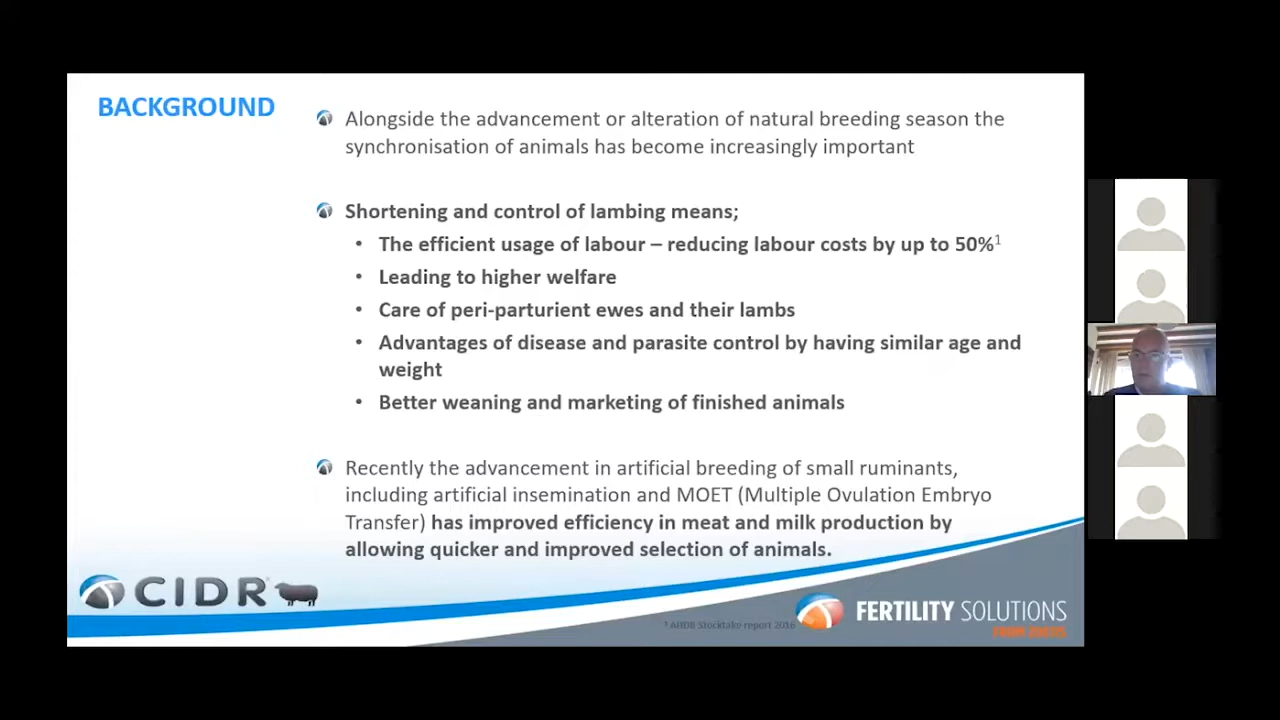 BACKGROUND
Alongside the advancement or alteration of natural breeding season the
synchronisation of animals has become increasingly important
Shortening and control of lambing means;
• The efficient usage of labour – reducing labour costs by up to 50%¹
• Leading to higher welfare
• Care of peri-parturient ewes and their lambs
• Advantages of disease and parasite control by having similar age and
weight
• Better weaning and marketing of finished animals
Recently the advancement in artificial breeding of small ruminants,
including artificial insemination and MOET (Multiple Ovulation Embryo
Transfer) has improved efficiency in meat and milk production by
allowing quicker and improved selection of animals.
CIDR®
¹ AHDB Stocktake report 2016
FERTILITY SOLUTIONS